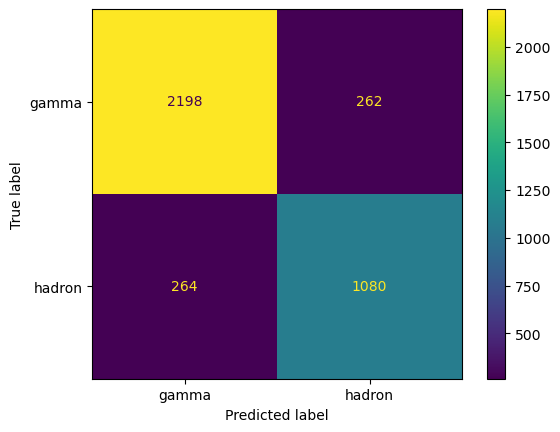 2000
gamma
2198
262
1750
1500
True label
1250
1000
hadron
264
1080
750
500
gamma
hadron
Predicted label